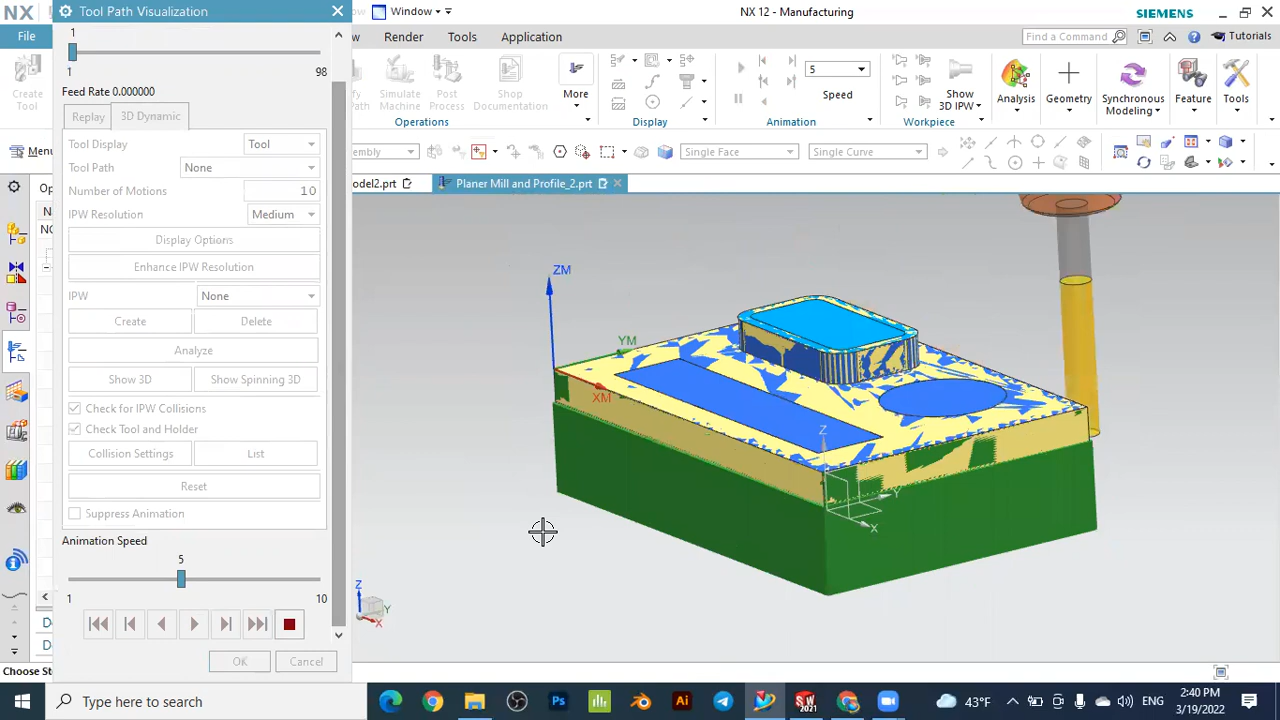 NX
Window
NX 12 - Manufacturing
SIEMENS
Tool Path Visualization
File
Render
Tools
Application
Find a Command
Tutorials
1
1
98
Feed Rate 0.000000
Replay
3D Dynamic
Create
Tool
Simulate
Machine
Post
Process
Shop
Documentation
More
5
Speed
Show
3D IPW
Analysis
Geometry
Synchronous
Modeling
Feature
Tools
Operations
Display
Animation
Workpiece
Menu
Single Face
Single Curve
odel2.prt
Planer Mill and Profile_2.prt
Tool Display
Tool
Tool Path
None
Number of Motions
10
IPW Resolution
Medium
Display Options
Enhance IPW Resolution
IPW
None
Create
Delete
Analyze
Show 3D
Show Spinning 3D
Check for IPW Collisions
Check Tool and Holder
Collision Settings
List
Reset
Suppress Animation
Animation Speed
5
1
10
OK
Cancel
ZM
YM
XM
Z
Y
X
Z
Y
X
Type here to search
Ps
Ai
SW
2021
43°F
ENG
2:40 PM
3/19/2022